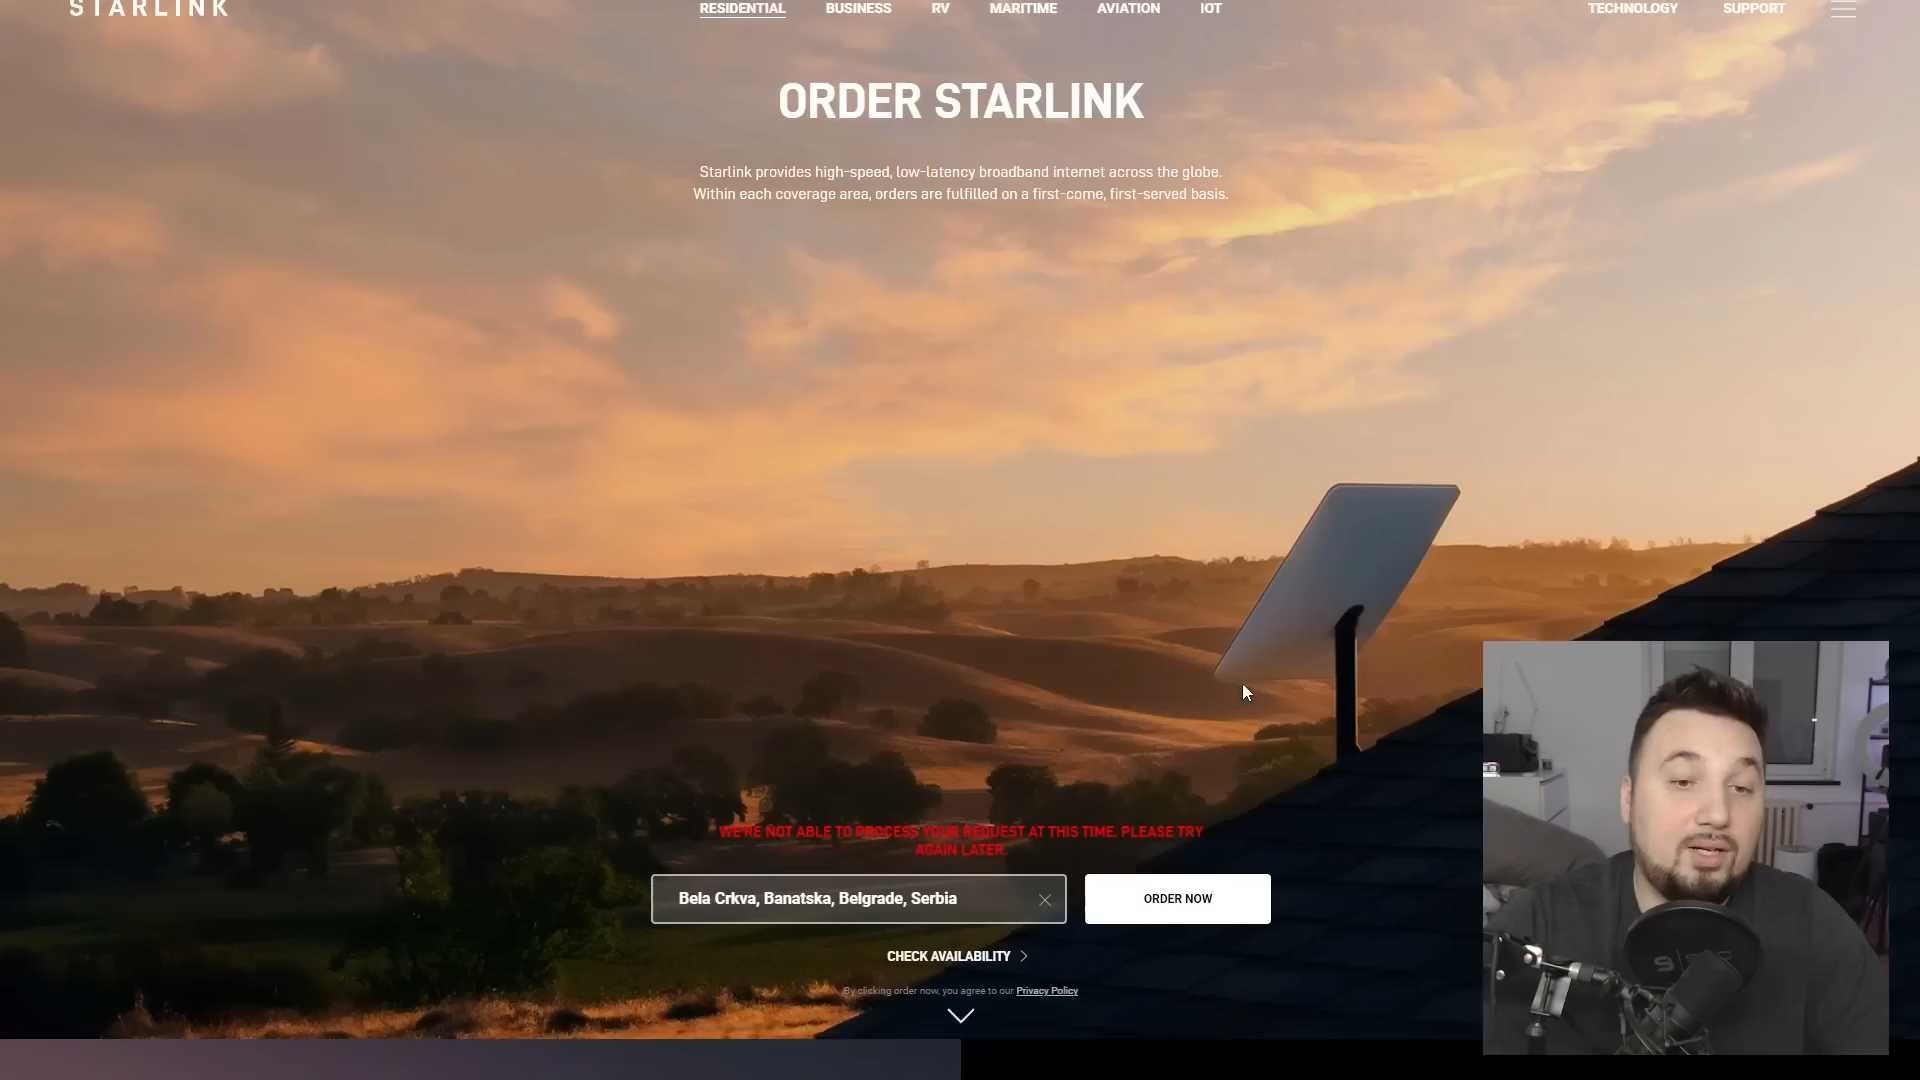 STARLINK
RESIDENTIAL BUSINESS RV MARITIME AVIATION IOT TECHNOLOGY SUPPORT
ORDER STARLINK
Starlink provides high-speed, low-latency broadband internet across the globe.
Within each coverage area, orders are fulfilled on a first-come, first-served basis.
WE'RE NOT ABLE TO PROCESS YOUR REQUEST AT THIS TIME. PLEASE TRY
AGAIN LATER.
Bela Crkva, Banatska, Belgrade, Serbia
ORDER NOW
CHECK AVAILABILITY
By clicking order now, you agree to our Privacy Policy